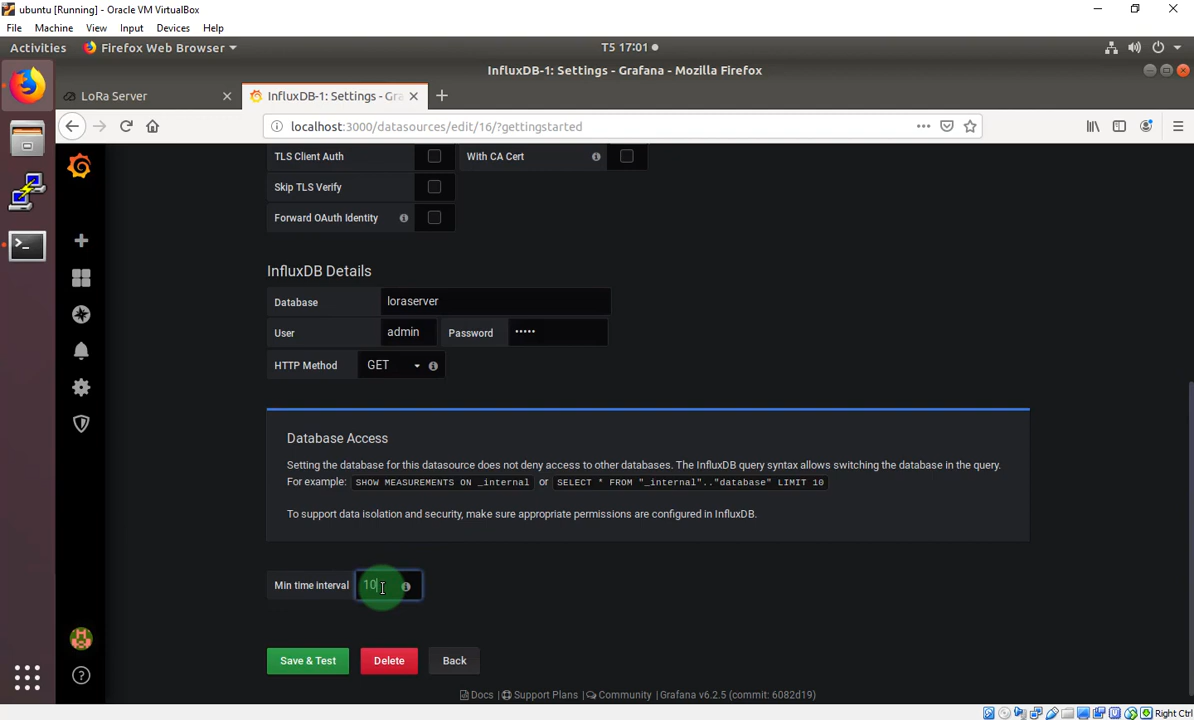 ubuntu [Running] - Oracle VM VirtualBox
File Machine View Input Devices Help
Activities Firefox Web Browser T5 17:01
InfluxDB-1: Settings - Grafana - Mozilla Firefox
LoRa Server InfluxDB-1: Settings - Gra
localhost:3000/datasources/edit/16/?gettingstarted
TLS Client Auth With CA Cert
Skip TLS Verify
Forward OAuth Identity
InfluxDB Details
Database loraserver
User admin Password •••••
HTTP Method GET
Database Access
Setting the database for this datasource does not deny access to other databases. The InfluxDB query syntax allows switching the database in the query.
For example: SHOW MEASUREMENTS ON _internal or SELECT * FROM "_internal".."database" LIMIT 10
To support data isolation and security, make sure appropriate permissions are configured in InfluxDB.
Min time interval 10
Save & Test Delete Back
Docs | Support Plans | Community | Grafana v6.2.5 (commit: 6082d19)
Right Ctrl